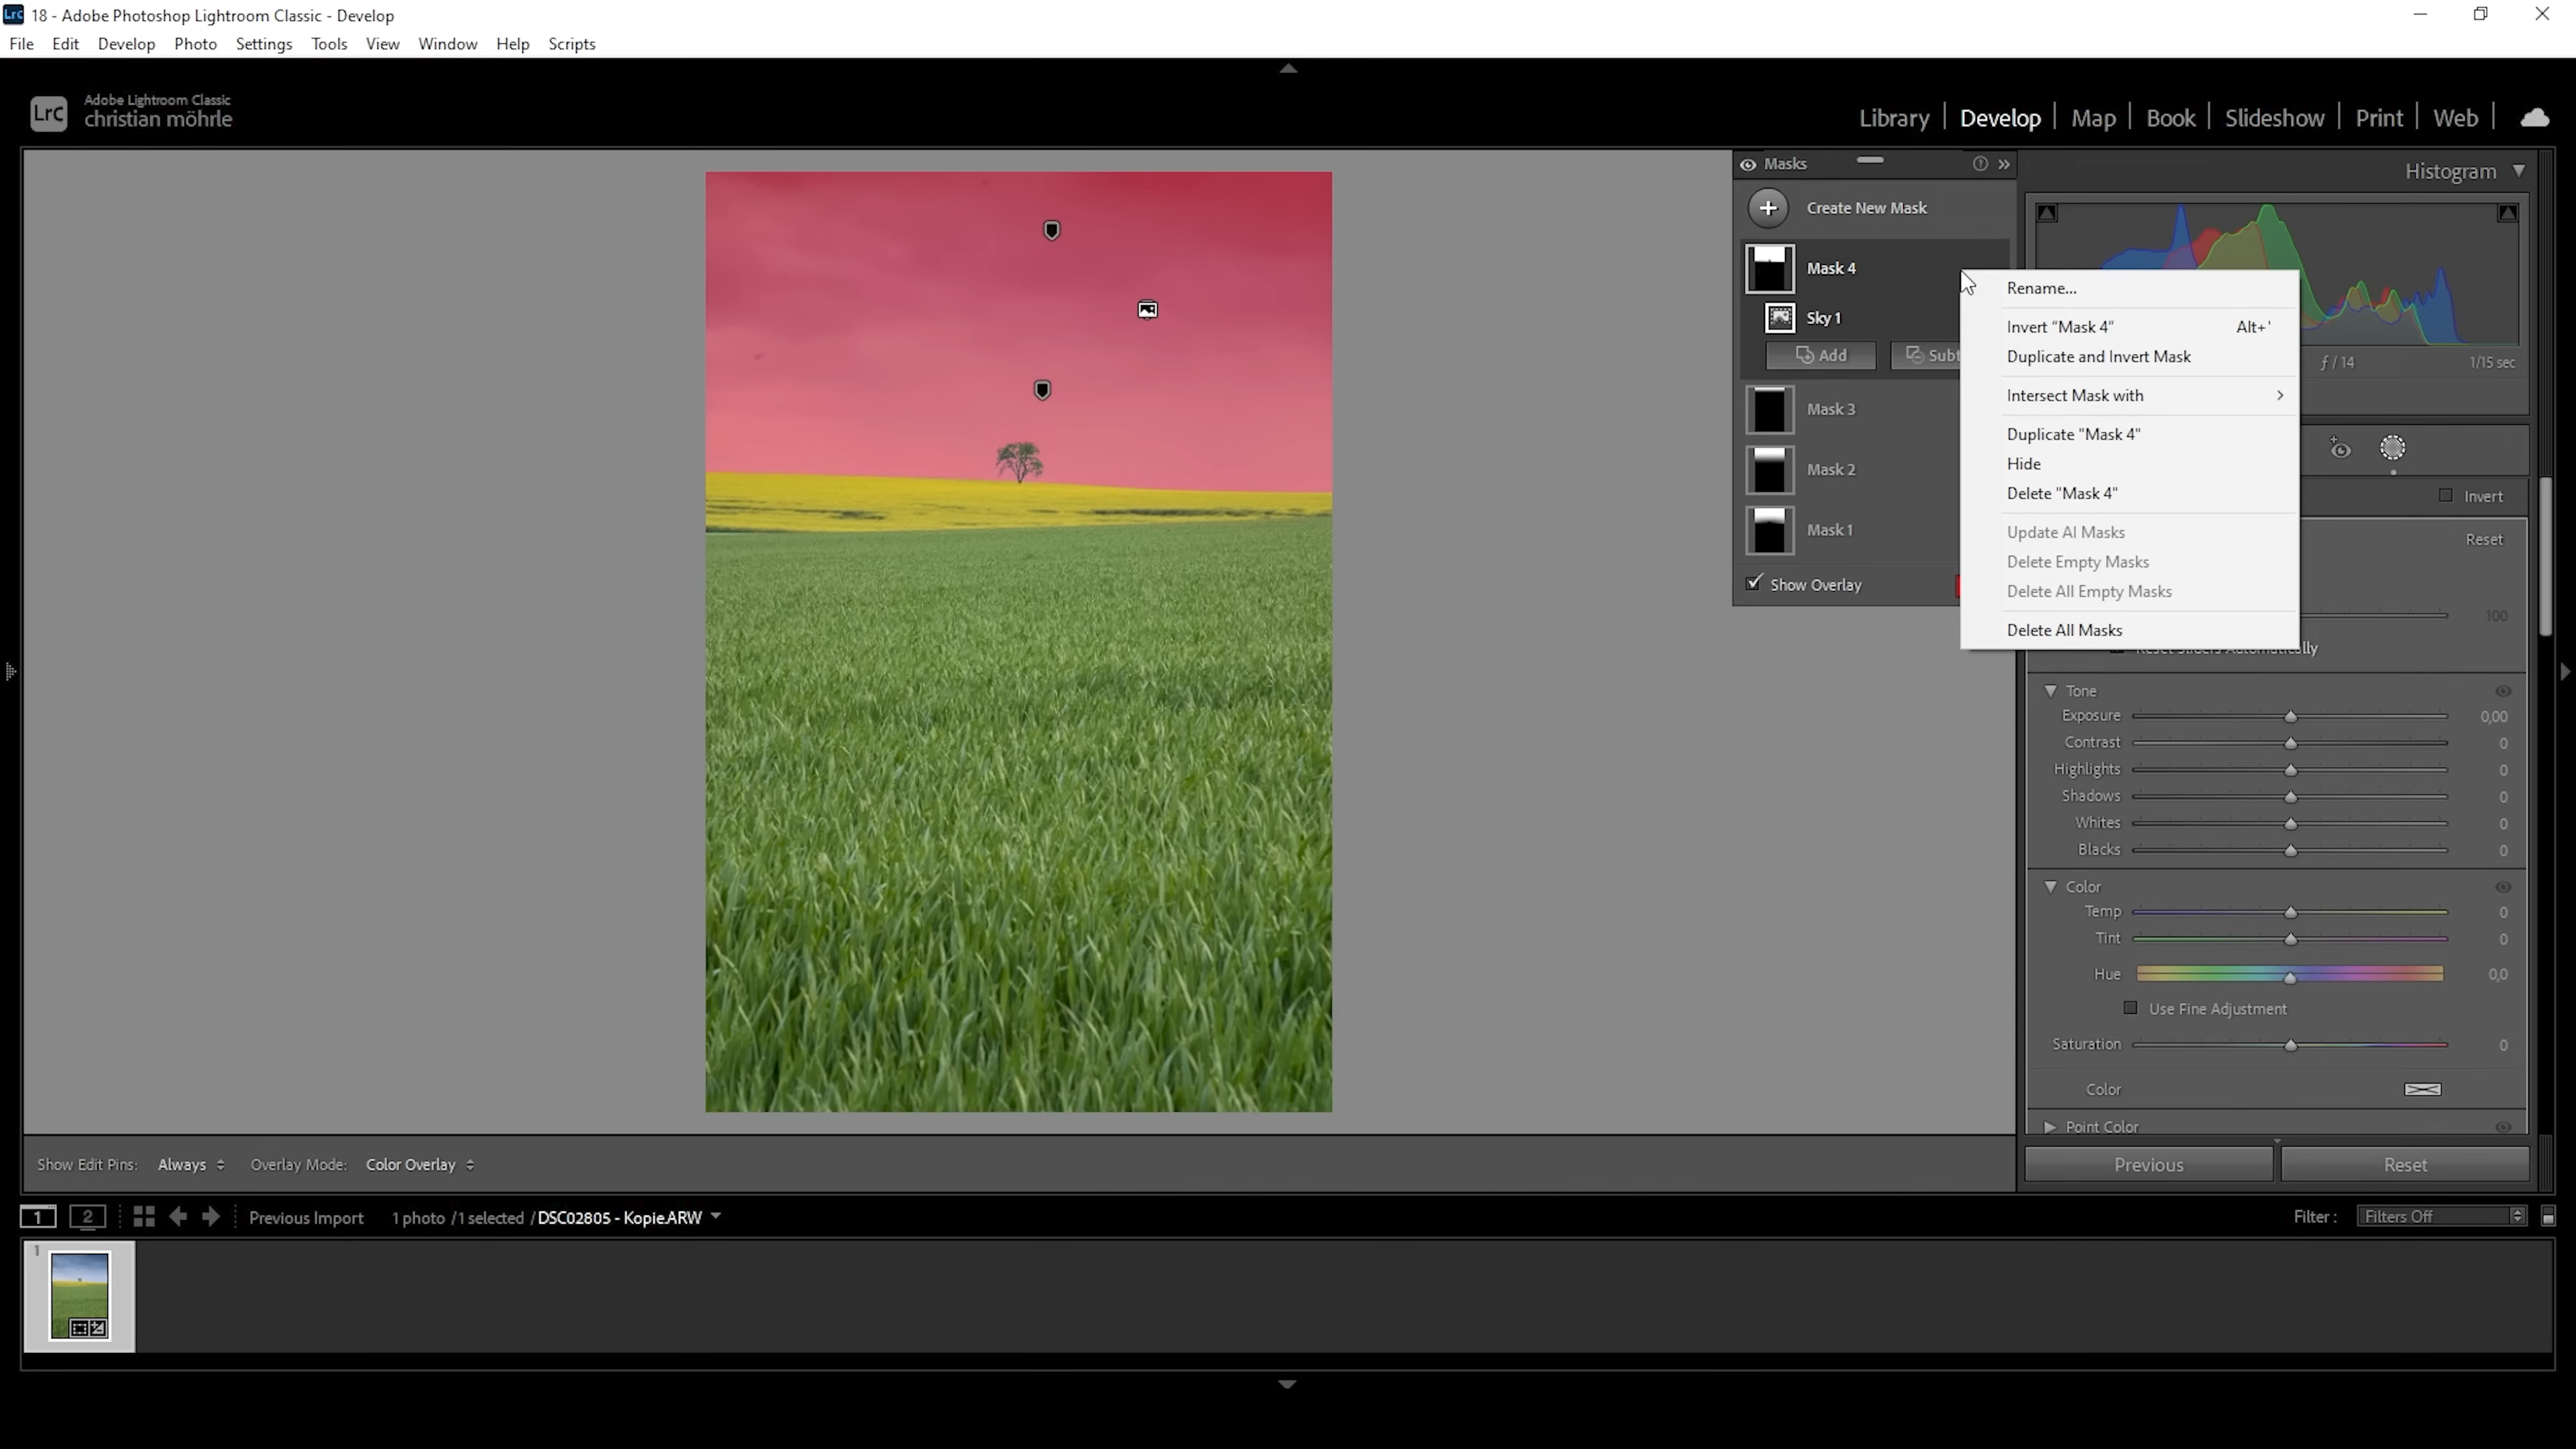 Lrc 18 - Adobe Photoshop Lightroom Classic - Develop
File Edit Develop Photo Settings Tools View Window Help Scripts
Lrc
Adobe Lightroom Classic
christian möhrle
Library Develop Map Book Slideshow Print Web
Masks
Create New Mask
Mask 4
Sky 1
Add
Subt
Mask 3
Mask 2
Mask 1
Show Overlay
Rename...
Invert "Mask 4" Alt+'
Duplicate and Invert Mask
Intersect Mask with
Duplicate "Mask 4"
Hide
Delete "Mask 4"
Update AI Masks
Delete Empty Masks
Delete All Empty Masks
Delete All Masks
Histogram
ƒ / 14 1/15 sec
Invert
Reset
100
Reset Sliders Automatically
Tone
Exposure 0,00
Contrast 0
Highlights 0
Shadows 0
Whites 0
Blacks 0
Color
Temp 0
Tint 0
Hue 0,0
Use Fine Adjustment
Saturation 0
Color
Point Color
Previous Reset
Show Edit Pins: Always Overlay Mode: Color Overlay
1 2 Previous Import 1 photo / 1 selected / DSC02805 - Kopie.ARW Filter : Filters Off
1